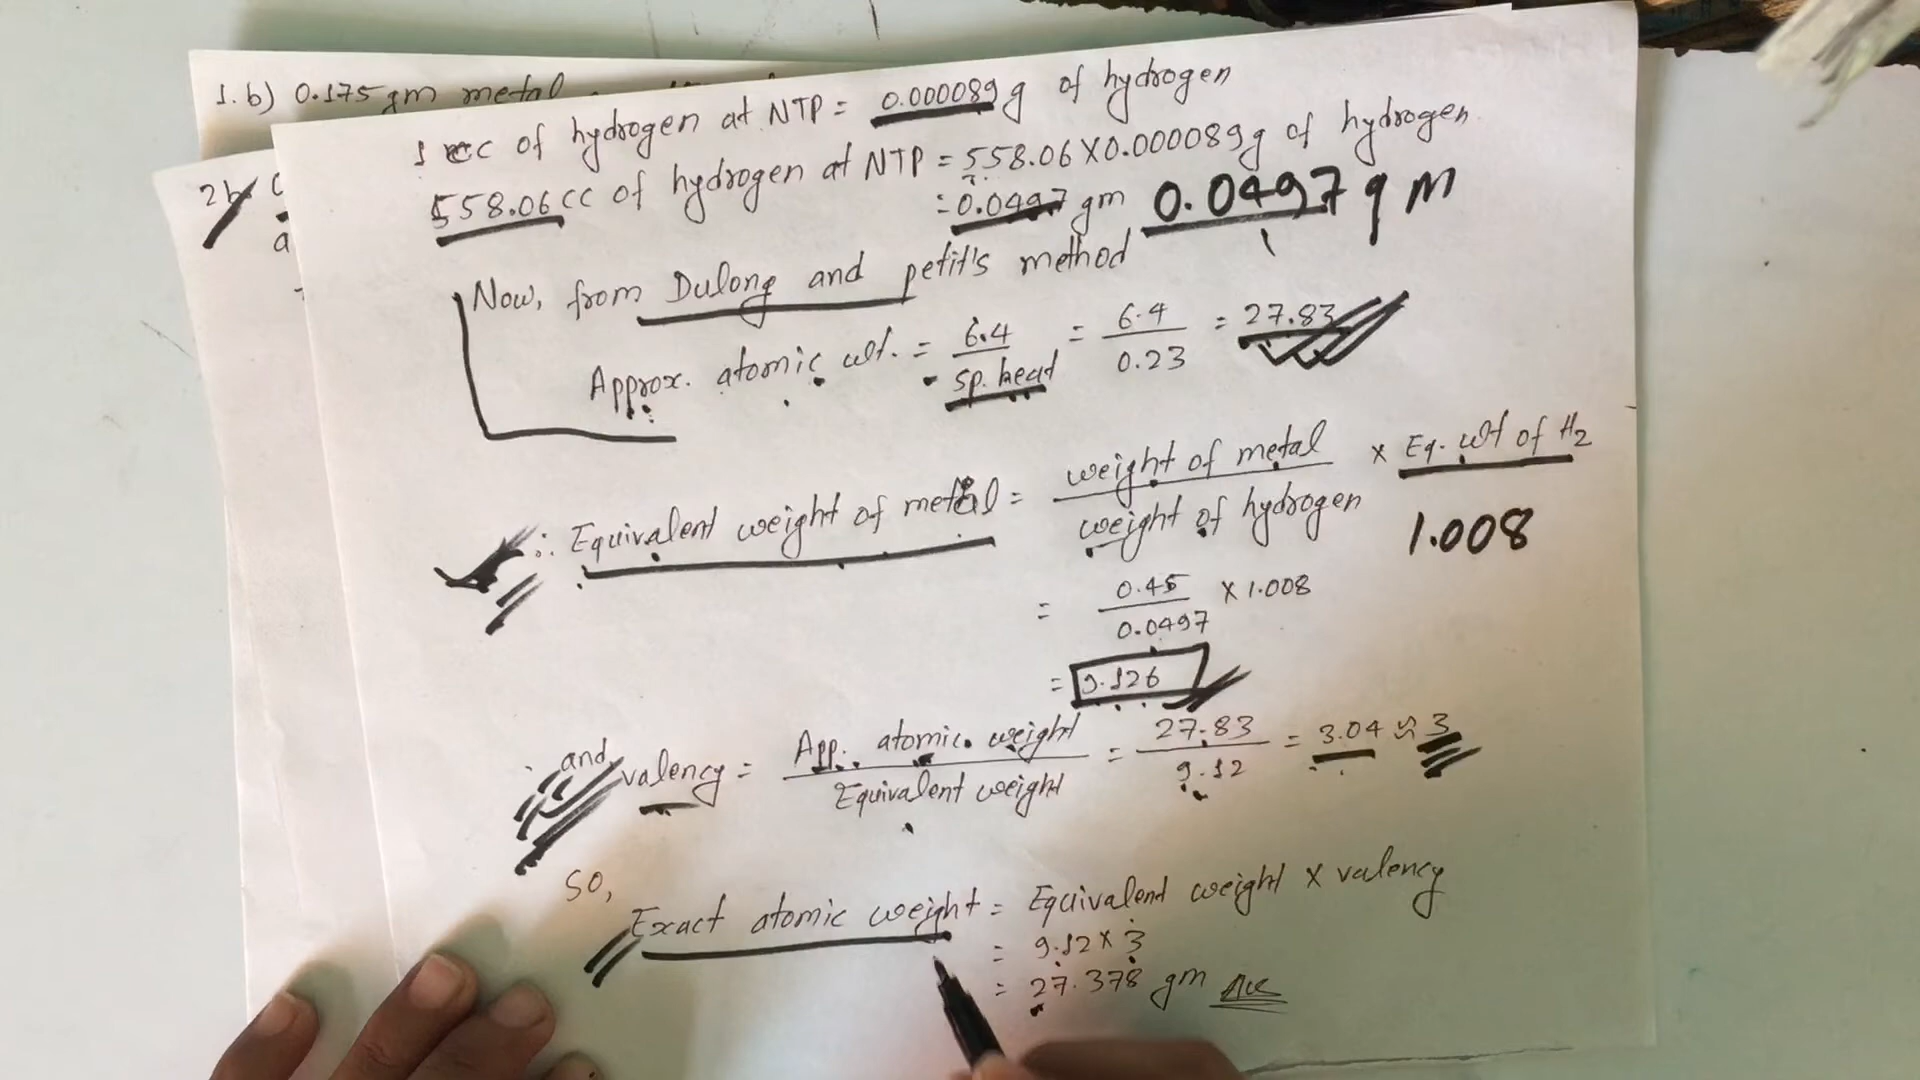 1.b) 0.175 gm metal
1 cc of hydrogen at NTP = 0.000089 g of hydrogen
558.06 cc of hydrogen at NTP = 558.06 X 0.000089 g of hydrogen
= 0.0497 gm 0.0497 gm
2b
a
Now, from Dulong and petit's method
Approx. atomic wt. = 6.4 / sp. heat = 6.4 / 0.23 = 27.83
∴ Equivalent weight of metal = weight of metal / weight of hydrogen x Eq. wt of H2
1.008
= 0.45 / 0.0497 X 1.008
= 9.126
and valency = App. atomic weight / Equivalent weight = 27.83 / 9.12 = 3.04 ≈ 3
so,
Exact atomic weight = Equivalent weight x valency
= 9.12 x 3
= 27.378 gm